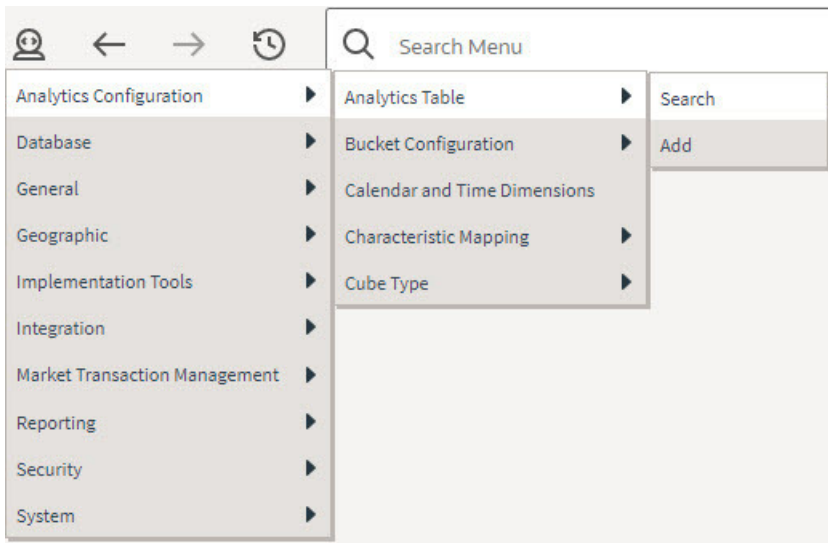 Search Menu
Analytics Configuration
Database
General
Geographic
Implementation Tools
Integration
Market Transaction Management
Reporting
Security
System
Analytics Table
Bucket Configuration
Calendar and Time Dimensions
Characteristic Mapping
Cube Type
Search
Add